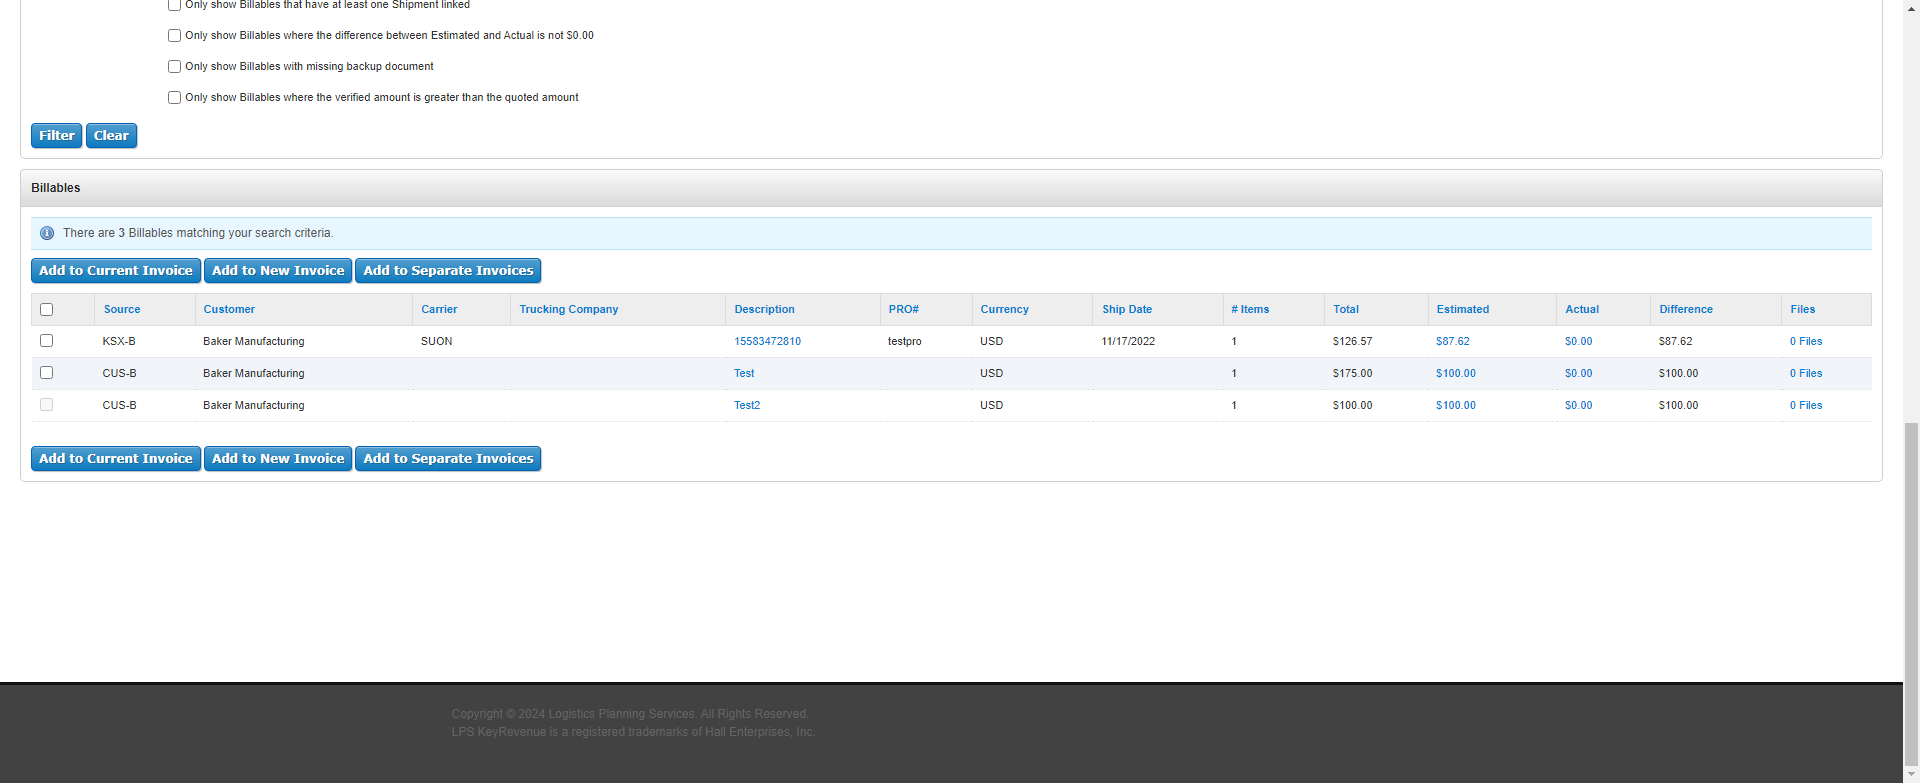 Only show Billables that have at least one Shipment linked
Only show Billables where the difference between Estimated and Actual is not $0.00
Only show Billables with missing backup document
Only show Billables where the verified amount is greater than the quoted amount
Filter Clear
Billables
There are 3 Billables matching your search criteria.
Add to Current Invoice Add to New Invoice Add to Separate Invoices
Source Customer Carrier Trucking Company Description PRO# Currency Ship Date # Items Total Estimated Actual Difference Files
KSX-B Baker Manufacturing SUON 15583472810 testpro USD 11/17/2022 1 $126.57 $87.62 $0.00 $87.62 0 Files
CUS-B Baker Manufacturing Test USD 1 $175.00 $100.00 $0.00 $100.00 0 Files
CUS-B Baker Manufacturing Test2 USD 1 $100.00 $100.00 $0.00 $100.00 0 Files
Add to Current Invoice Add to New Invoice Add to Separate Invoices
Copyright © 2024 Logistics Planning Services. All Rights Reserved.
LPS KeyRevenue is a registered trademarks of Hall Enterprises, Inc.